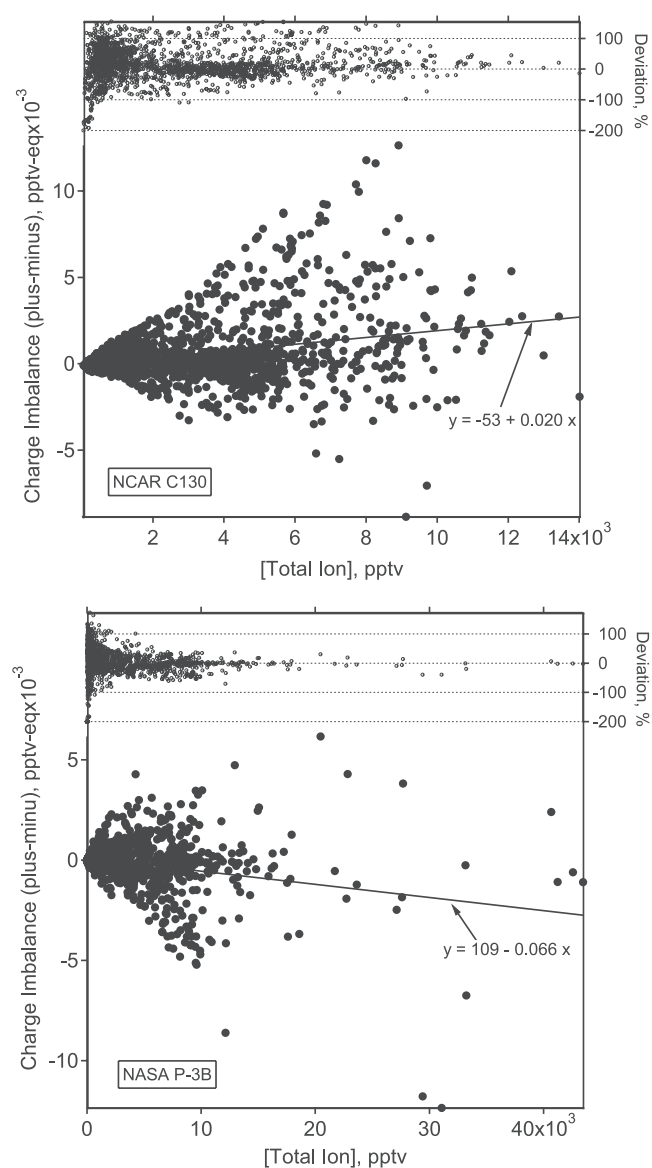 100
0
-100
-200
Deviation, %
10
5
0
-5
Charge Imbalance (plus-minus), pptv-eqx10-3
y = -53 + 0.020 x
NCAR C130
2 4 6 8 10 12 14x10³
[Total Ion], pptv
100
0
-100
-200
Deviation, %
5
0
-5
-10
Charge Imbalance (plus-minu), pptv-eqx10-3
y = 109 - 0.066 x
NASA P-3B
0 10 20 30 40x10³
[Total Ion], pptv